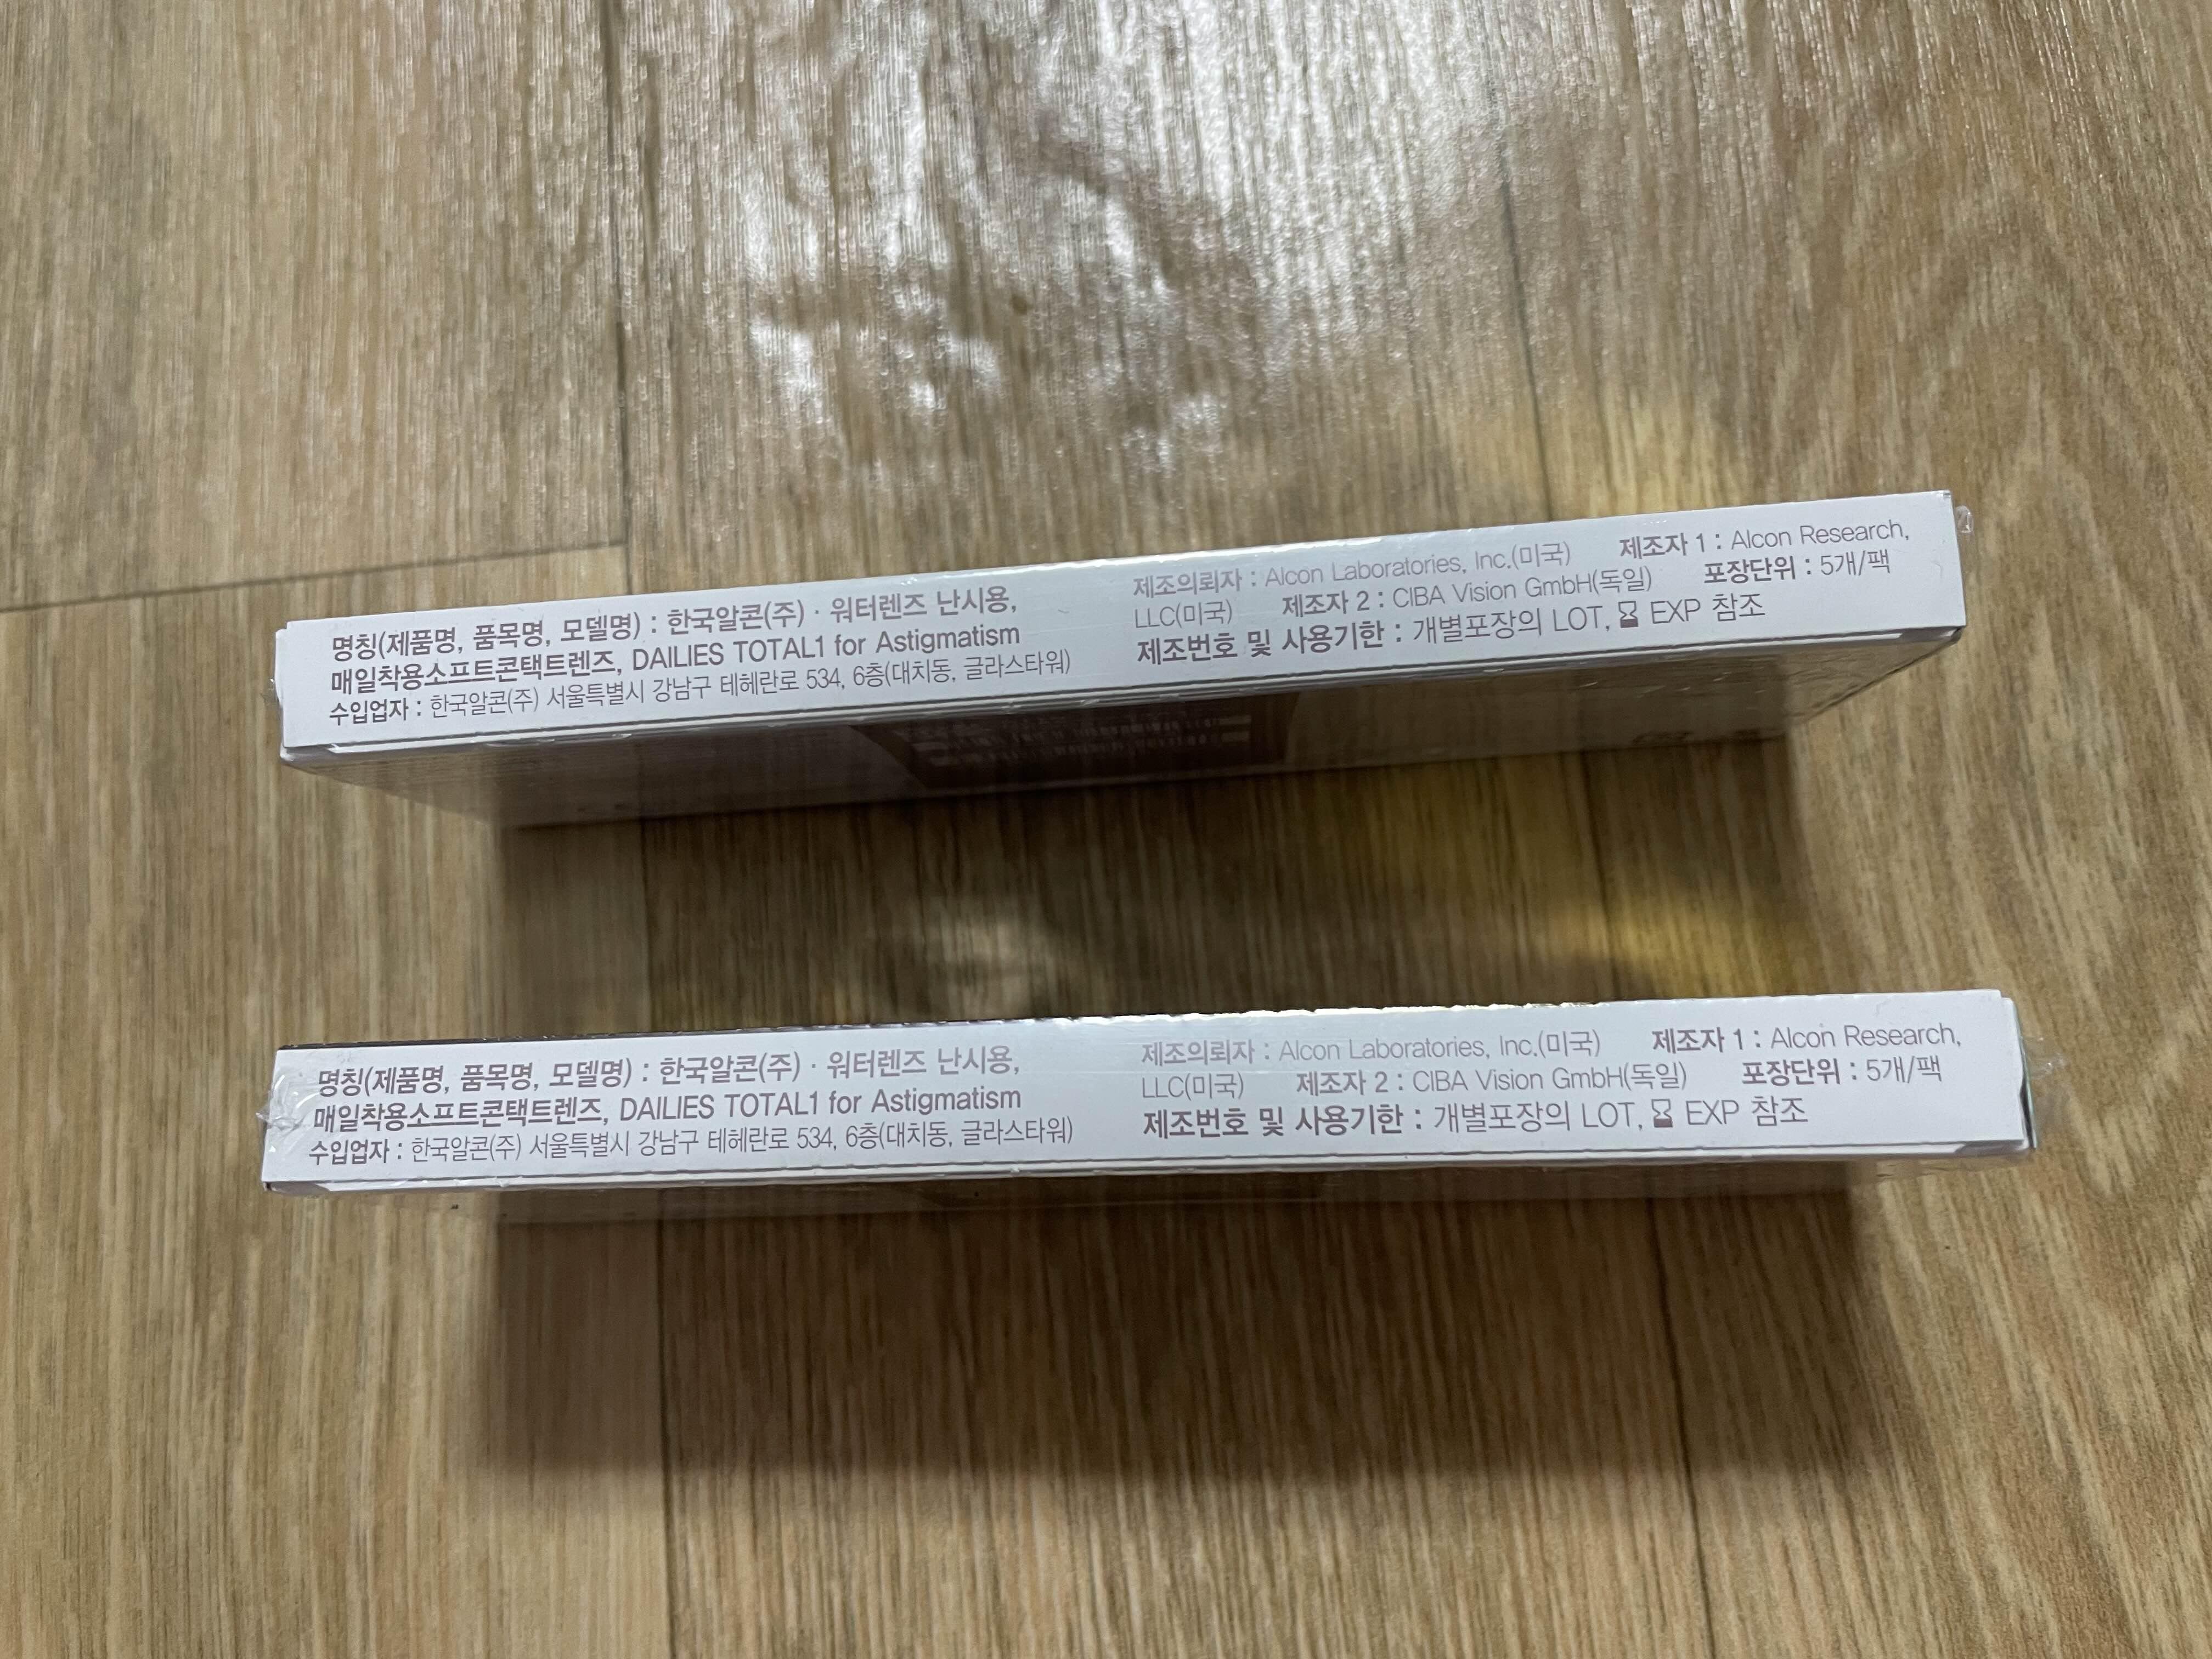 명칭(제품명, 품목명, 모델명) : 한국알콘(주) · 워터렌즈 난시용,
매일착용소프트콘택트렌즈, DAILIES TOTAL1 for Astigmatism
수입업자 : 한국알콘(주) 서울특별시 강남구 테헤란로 534, 6층(대치동, 글라스타워)
제조의뢰자 : Alcon Laboratories, Inc.(미국) 제조자 1 : Alcon Research,
LLC(미국) 제조자 2 : CIBA Vision GmbH(독일) 포장단위 : 5개/팩
제조번호 및 사용기한 : 개별포장의 LOT, ⌛ EXP 참조
명칭(제품명, 품목명, 모델명) : 한국알콘(주) · 워터렌즈 난시용,
매일착용소프트콘택트렌즈, DAILIES TOTAL1 for Astigmatism
수입업자 : 한국알콘(주) 서울특별시 강남구 테헤란로 534, 6층(대치동, 글라스타워)
제조의뢰자 : Alcon Laboratories, Inc.(미국) 제조자 1 : Alcon Research,
LLC(미국) 제조자 2 : CIBA Vision GmbH(독일) 포장단위 : 5개/팩
제조번호 및 사용기한 : 개별포장의 LOT, ⌛ EXP 참조